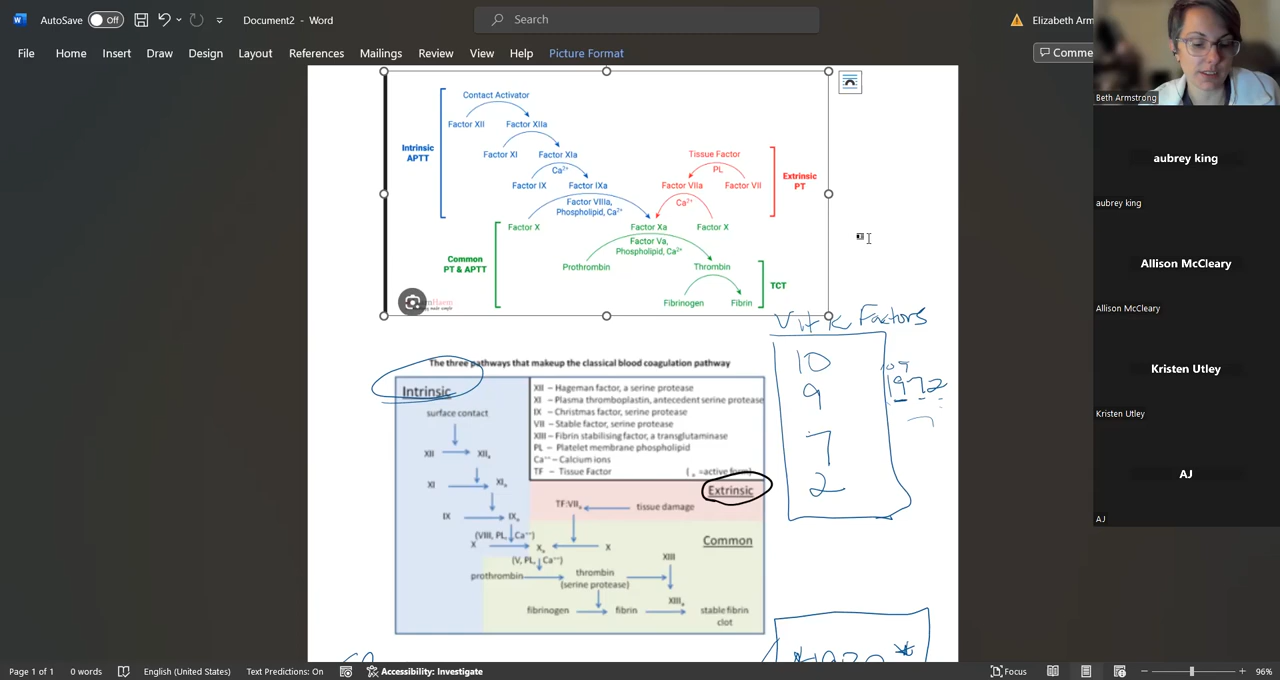 AutoSave Off Document2 - Word Search Elizabeth Arm
File Home Insert Draw Design Layout References Mailings Review View Help Picture Format Comme
Beth Armstrong
aubrey king
aubrey king
Allison McCleary
Allison McCleary
Kristen Utley
Kristen Utley
AJ
AJ
Contact Activator
Factor XII Factor XIIa
Intrinsic
APTT
Factor XI Factor XIa
Ca²⁺
Factor IX Factor IXa
Factor VIIIa,
Phospholipid, Ca²⁺
Tissue Factor
PL
Factor VIIa Factor VII
Ca²⁺
Extrinsic
PT
Factor X Factor Xa Factor X
Factor Va,
Phospholipid, Ca²⁺
Common
PT & APTT
Prothrombin Thrombin
Fibrinogen Fibrin
TCT
Vit K Factors
10
9
7
2
1972
The three pathways that makeup the classical blood coagulation pathway
Intrinsic
surface contact
XII XIIₐ
XI XIₐ
IX IXₐ
(VIII, PL, Ca⁺⁺)
X Xₐ X
(V, PL, Ca⁺⁺)
XII – Hageman factor, a serine protease
XI – Plasma thromboplastin, antecedent serine protease
IX – Christmas factor, serine protease
VII – Stable factor, serine protease
XIII – Fibrin stabilising factor, a transglutaminase
PL – Platelet membrane phospholipid
Ca⁺⁺ – Calcium ions
TF – Tissue Factor (ₐ =active form)
Extrinsic
TF:VIIₐ tissue damage
Common
prothrombin thrombin
(serine protease)
XIII
XIIIₐ
fibrinogen fibrin stable fibrin
clot
Page 1 of 1 0 words English (United States) Text Predictions: On Accessibility: Investigate Focus 96%